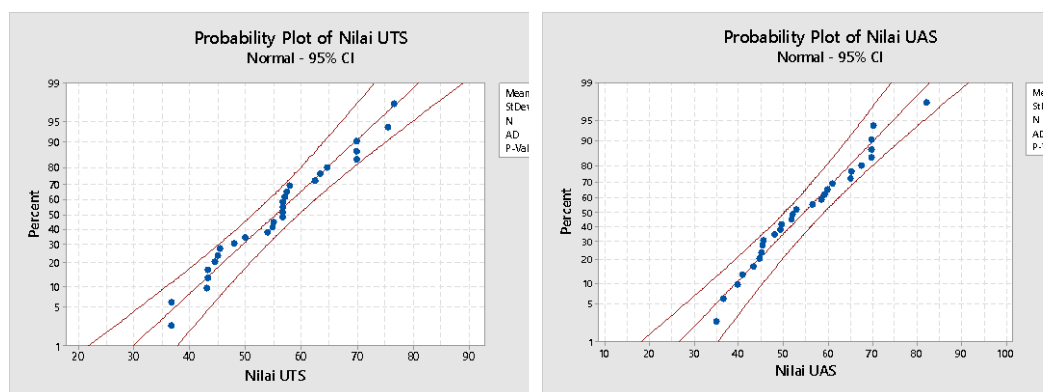 Probability Plot of Nilai UTS
Normal - 95% CI
Mean
StDev
N
AD
P-Val
99
95
90
80
70
60
50
40
30
20
10
5
1
Percent
20 30 40 50 60 70 80 90
Nilai UTS
Probability Plot of Nilai UAS
Normal - 95% CI
Me
StD
N
AD
P-V
99
95
90
80
70
60
50
40
30
20
10
5
1
Percent
10 20 30 40 50 60 70 80 90 100
Nilai UAS